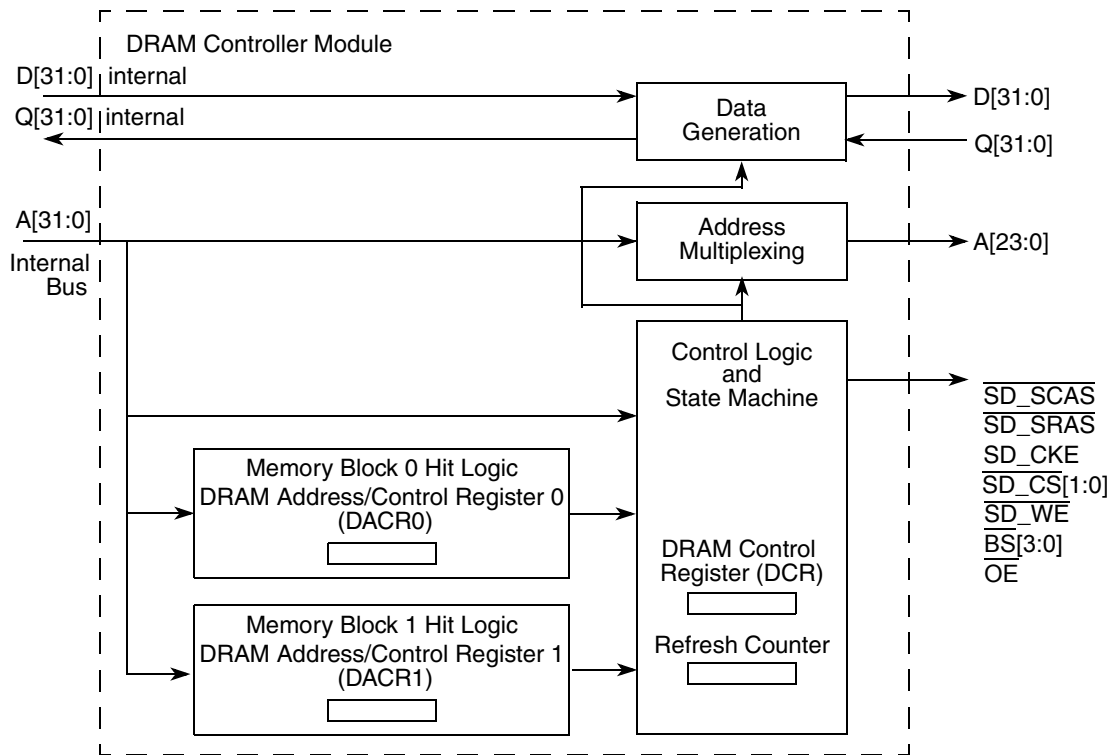 DRAM Controller Module
D[31:0] internal
Q[31:0] internal
Data
Generation
D[31:0]
Q[31:0]
A[31:0]
Internal
Bus
Address
Multiplexing
A[23:0]
Control Logic
and
State Machine
SD_SCAS
SD_SRAS
SD_CKE
SD_CS[1:0]
SD_WE
BS[3:0]
OE
Memory Block 0 Hit Logic
DRAM Address/Control Register 0
(DACR0)
DRAM Control
Register (DCR)
Refresh Counter
Memory Block 1 Hit Logic
DRAM Address/Control Register 1
(DACR1)